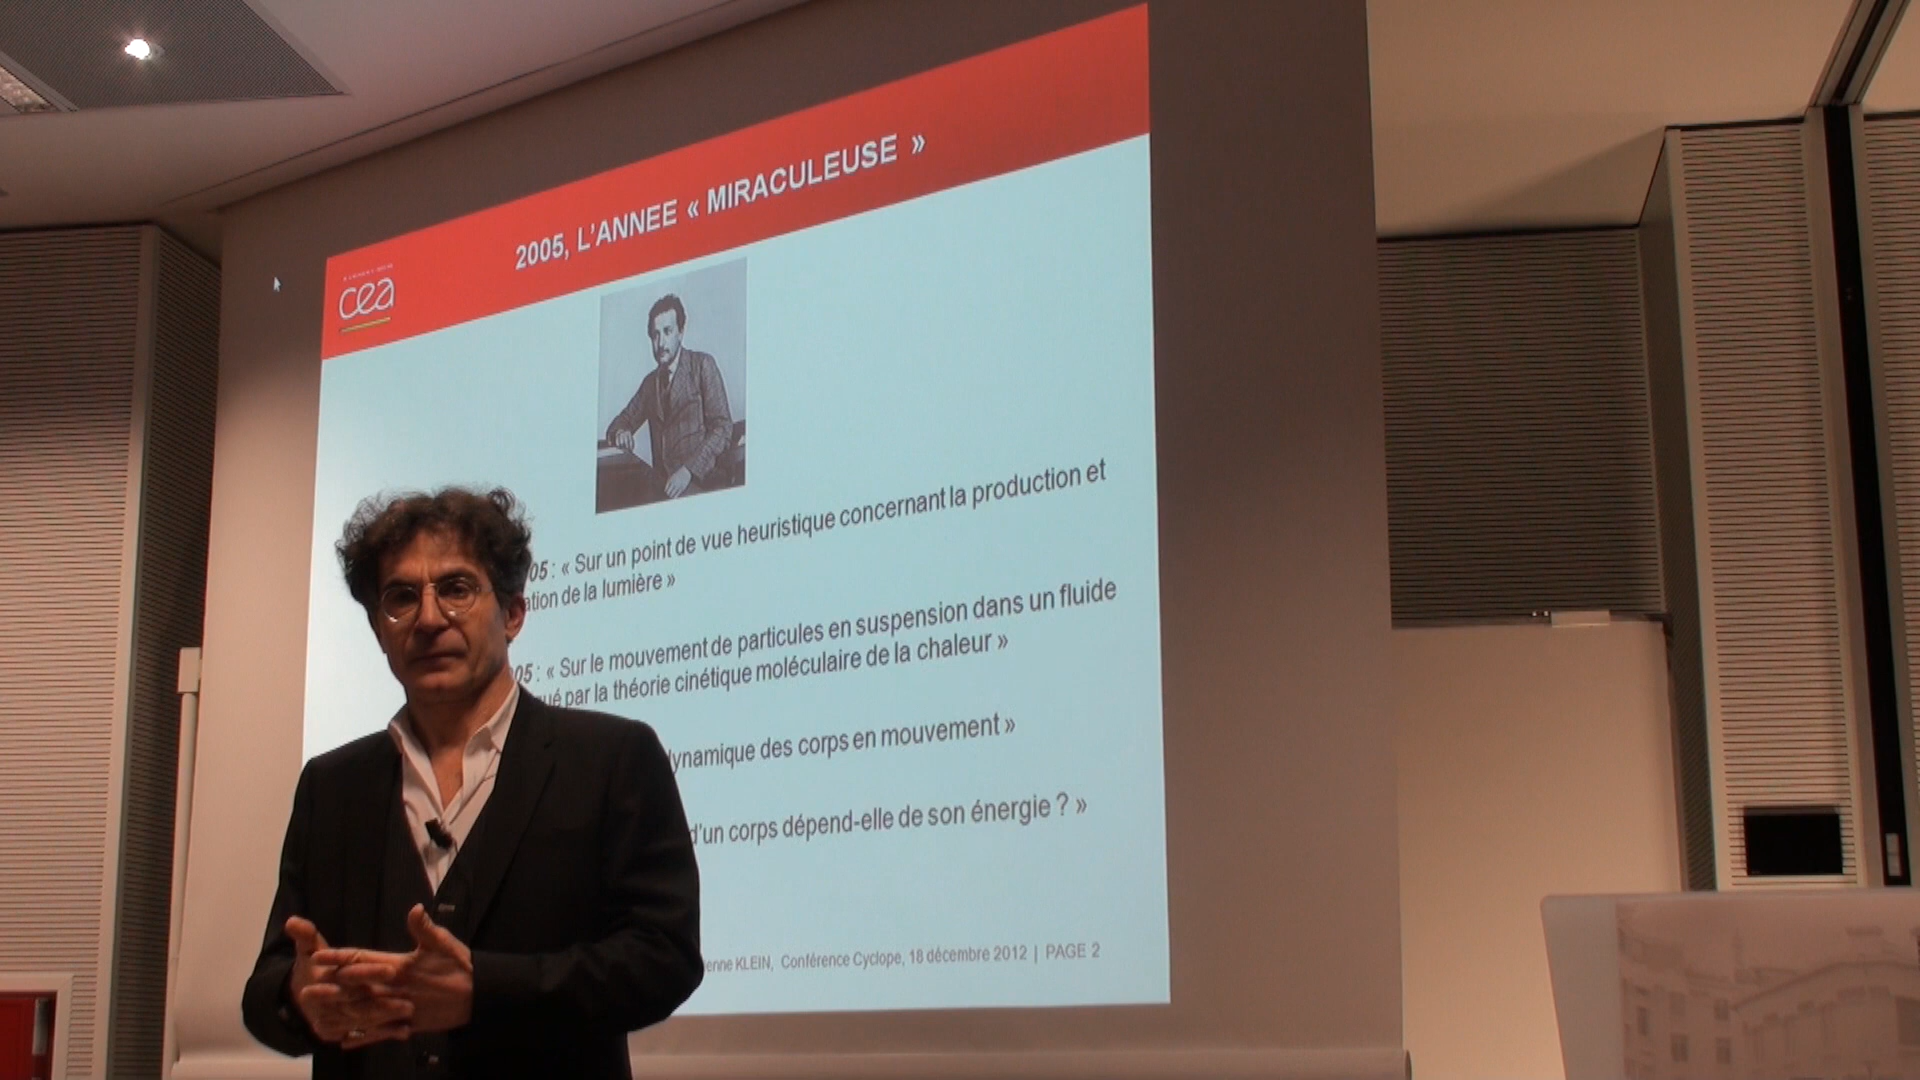 2005, L'ANNEE « MIRACULEUSE »
cea
05 : « Sur un point de vue heuristique concernant la production et
ation de la lumière »
05 : « Sur le mouvement de particules en suspension dans un fluide
ué par la théorie cinétique moléculaire de la chaleur »
dynamique des corps en mouvement »
d'un corps dépend-elle de son énergie ? »
enne KLEIN, Conférence Cyclope, 18 décembre 2012 | PAGE 2